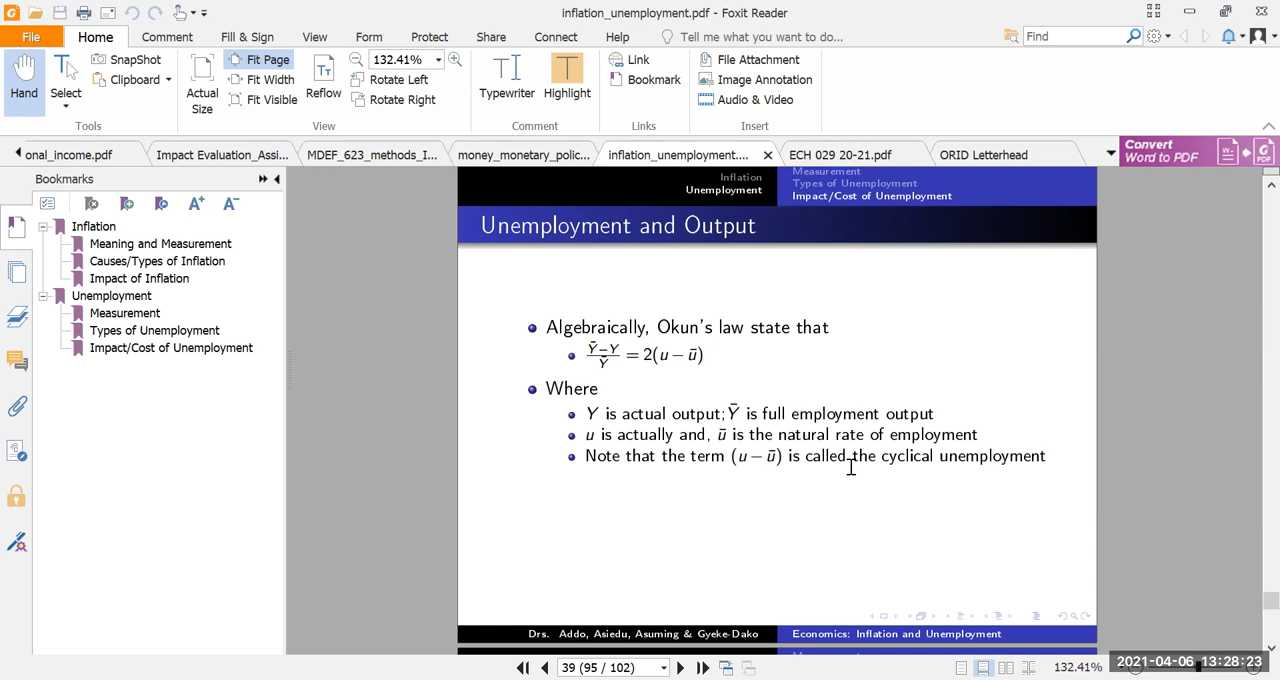 inflation_unemployment.pdf - Foxit Reader
File Home Comment Fill & Sign View Form Protect Share Connect Help Tell me what you want to do... Find
Hand
Select
SnapShot
Clipboard
Tools
Actual Size
Fit Page
Fit Width
Fit Visible
Reflow
132.41%
Rotate Left
Rotate Right
View
Typewriter
Highlight
Comment
Link
Bookmark
Links
File Attachment
Image Annotation
Audio & Video
Insert
onal_income.pdf Impact Evaluation_Assi... MDEF_623_methods_I... money_monetary_polic... inflation_unemployment.... ECH 029 20-21.pdf ORID Letterhead
Convert
Word to PDF
Bookmarks
Inflation
Meaning and Measurement
Causes/Types of Inflation
Impact of Inflation
Unemployment
Measurement
Types of Unemployment
Impact/Cost of Unemployment
Inflation
Unemployment
Measurement
Types of Unemployment
Impact/Cost of Unemployment
Unemployment and Output
Algebraically, Okun's law state that
(Ȳ−Y)/Ȳ = 2(u − ū)
Where
Y is actual output; Ȳ is full employment output
u is actually and, ū is the natural rate of employment
Note that the term (u − ū) is called the cyclical unemployment
Drs. Addo, Asiedu, Asuming & Gyeke-Dako Economics: Inflation and Unemployment
39 (95 / 102)
132.41%
2021-04-06 13:28:23